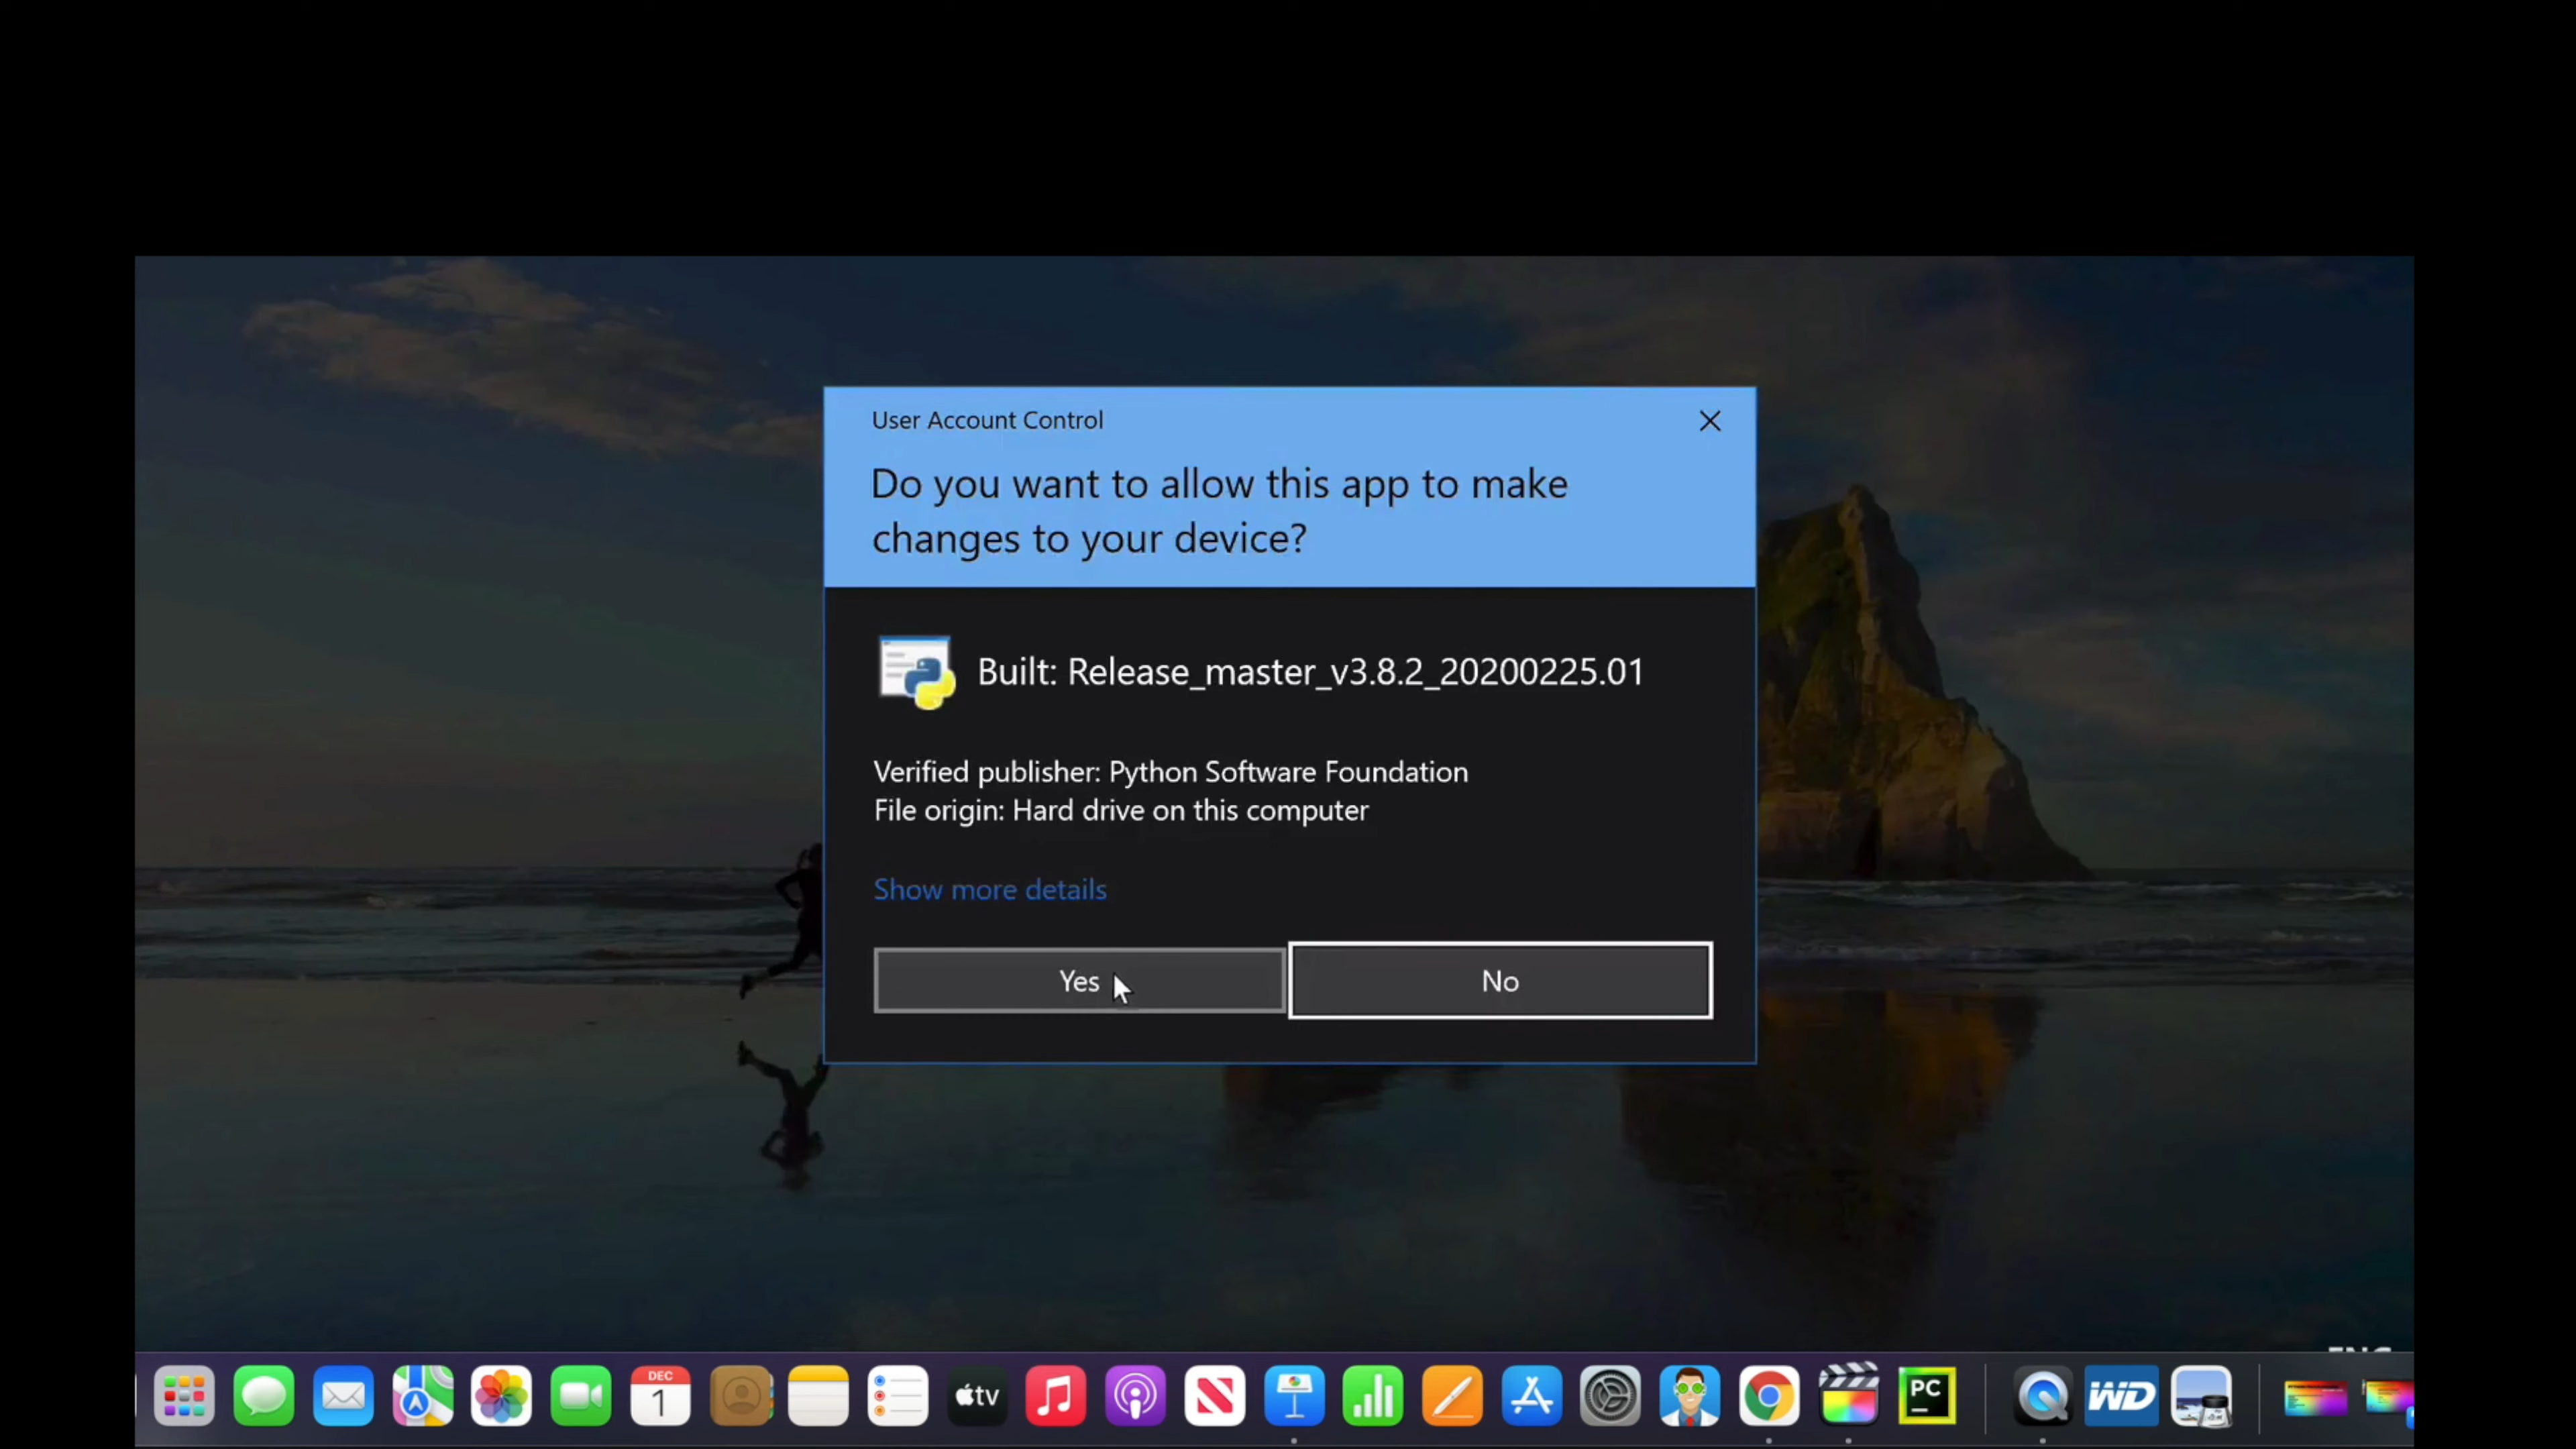 User Account Control
Do you want to allow this app to make
changes to your device?
Built: Release_master_v3.8.2_20200225.01
Verified publisher: Python Software Foundation
File origin: Hard drive on this computer
Show more details
Yes
No
DEC
1
tv
PC
WD